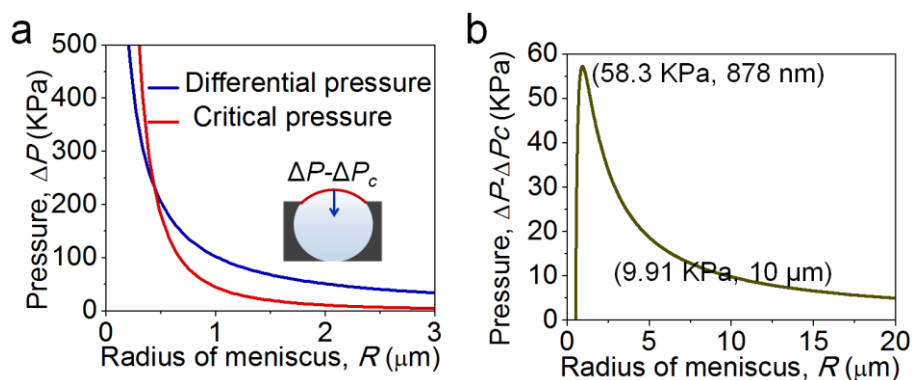 a
Pressure, ΔP (KPa)
500
400
300
200
100
0
Differential pressure
Critical pressure
ΔP-ΔPc
0 1 2 3
Radius of meniscus, R (μm)
b
Pressure, ΔP-ΔPc (KPa)
60
50
40
30
20
10
0
(58.3 KPa, 878 nm)
(9.91 KPa, 10 μm)
0 5 10 15 20
Radius of meniscus, R (μm)